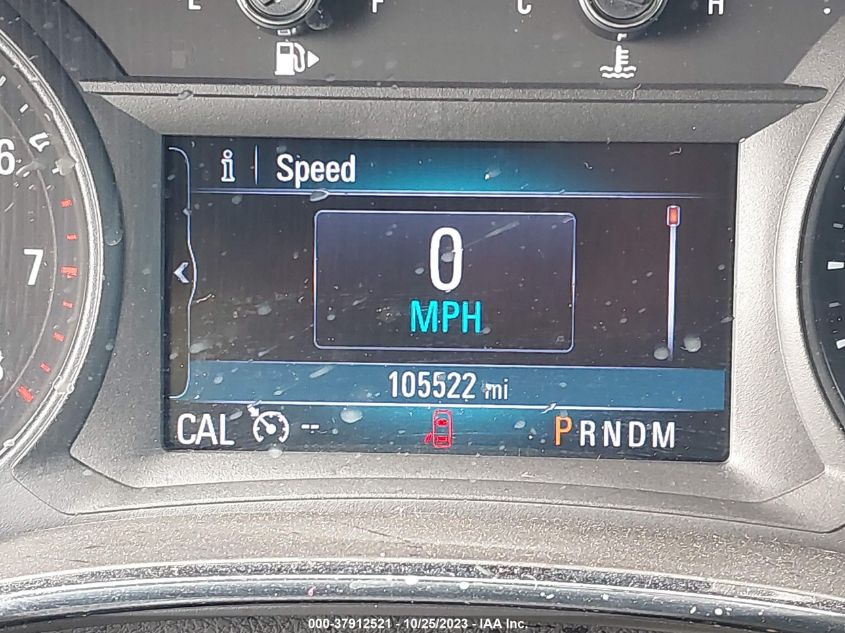 E F C H
i Speed
6
0
7
MPH
105522 mi
CAL -- PRNDM
000-37912521 - 10/25/2023 - IAA Inc.